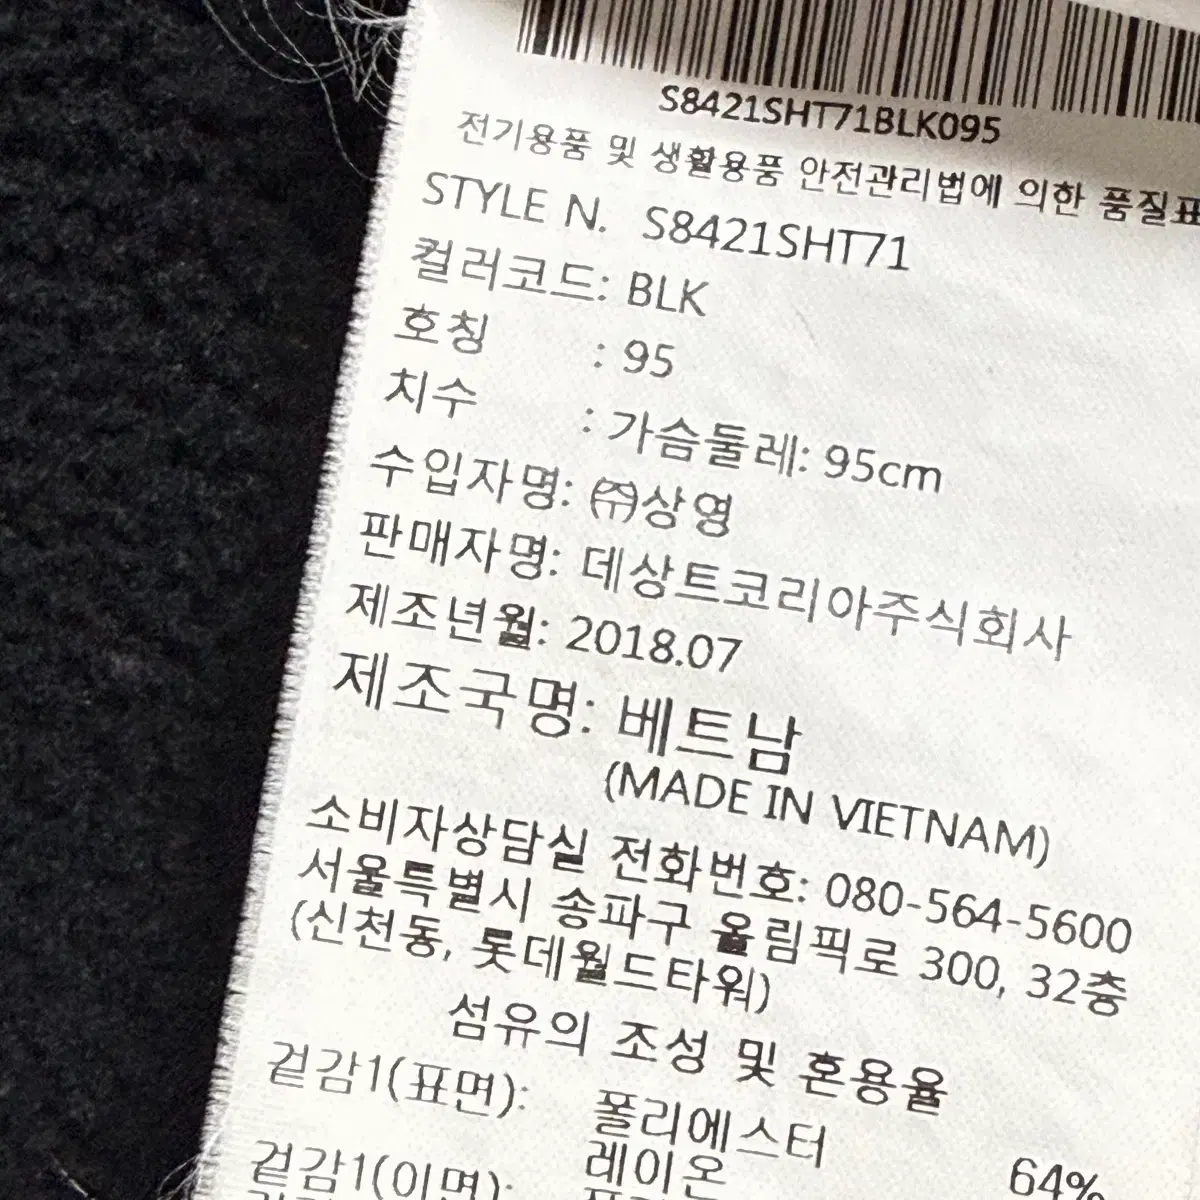 S8421SHT71BLK095
전기용품 및 생활용품 안전관리법에 의한 품질표
STYLE N. S8421SHT71
컬러코드: BLK
호칭 : 95
치수 : 가슴둘레: 95cm
수입자명: ㈜상영
판매자명: 데상트코리아주식회사
제조년월: 2018.07
제조국명: 베트남
(MADE IN VIETNAM)
소비자상담실 전화번호: 080-564-5600
서울특별시 송파구 올림픽로 300, 32층
(신천동, 롯데월드타워)
섬유의 조성 및 혼용율
겉감1(표면): 폴리에스터 64%
레이온
겉감1(이면):